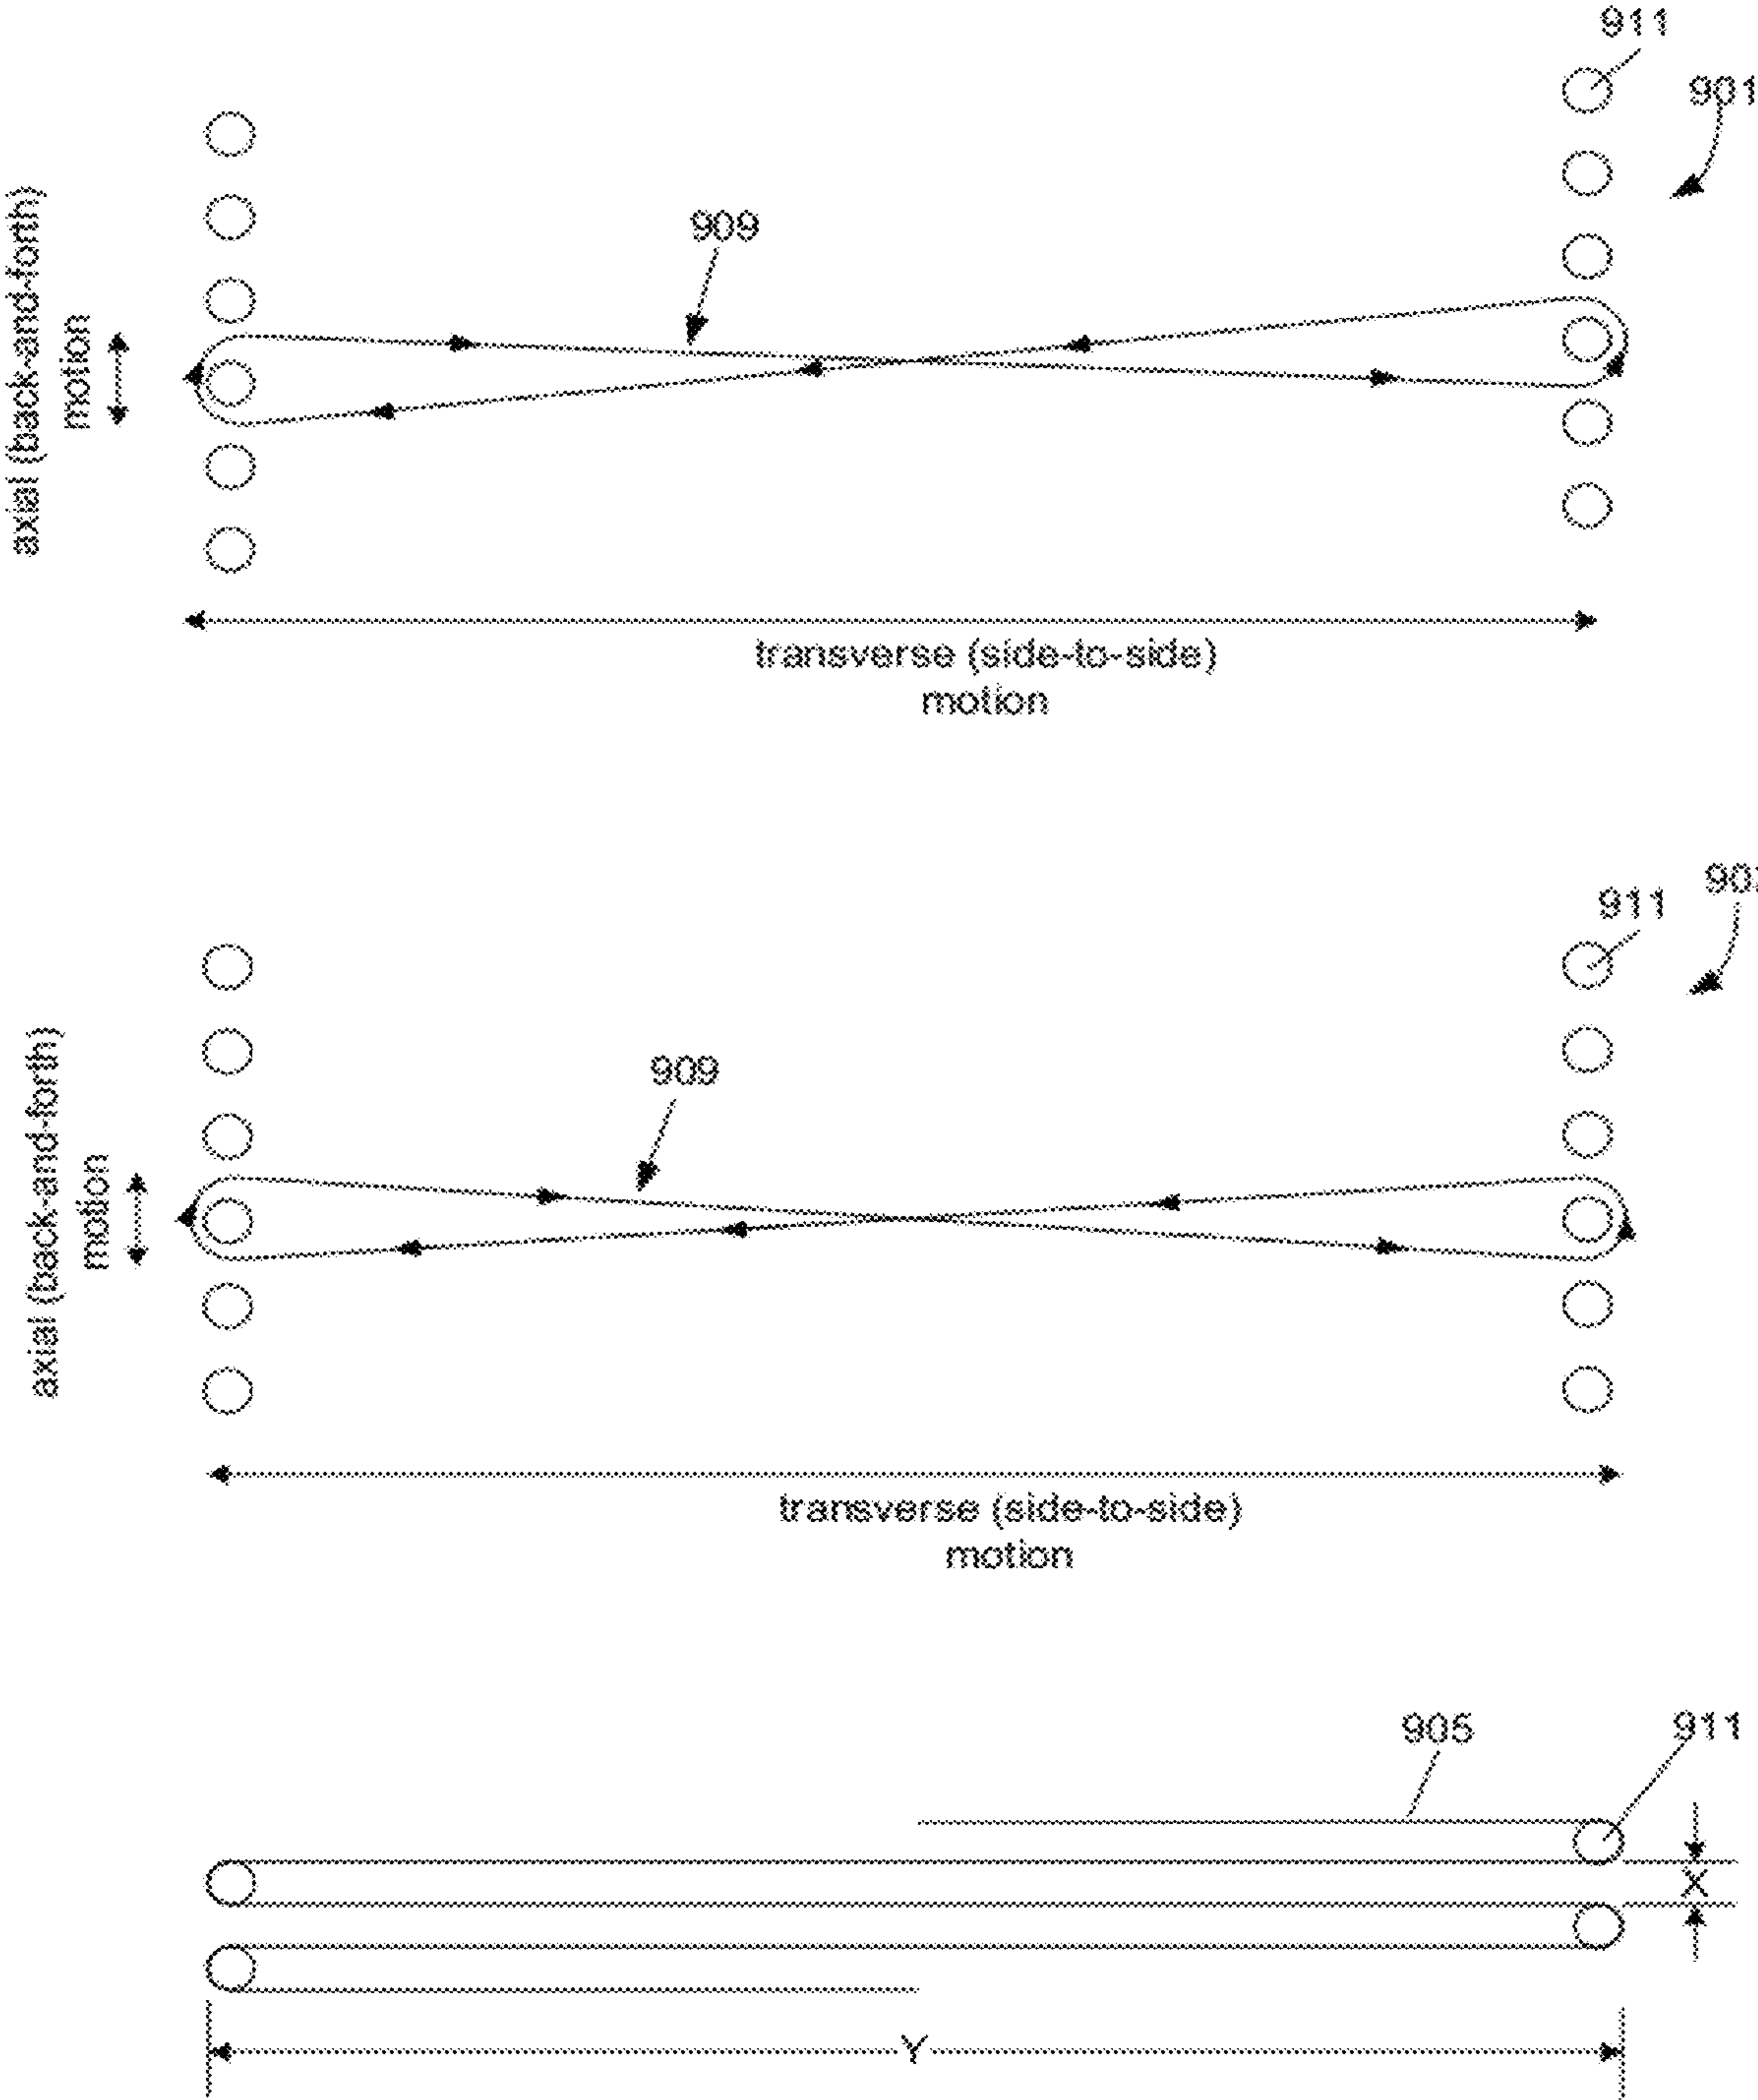 911
901
909
axial (back-and-forth)
motion
transverse (side-to-side)
motion
911
909
axial (back-and-forth)
motion
transverse (side-to-side)
motion
905
911
X
Y